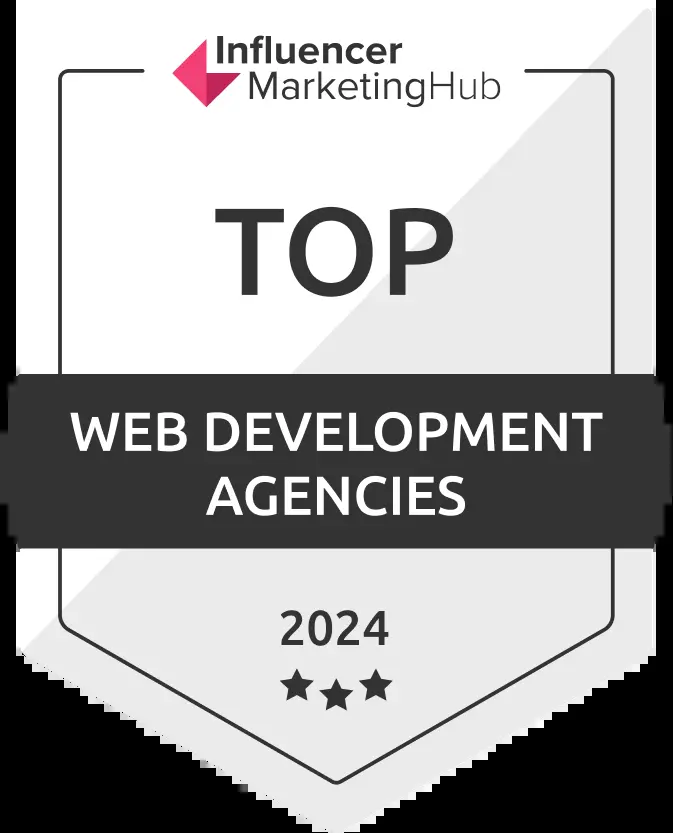 Influencer
MarketingHub
TOP
WEB DEVELOPMENT
AGENCIES
2024